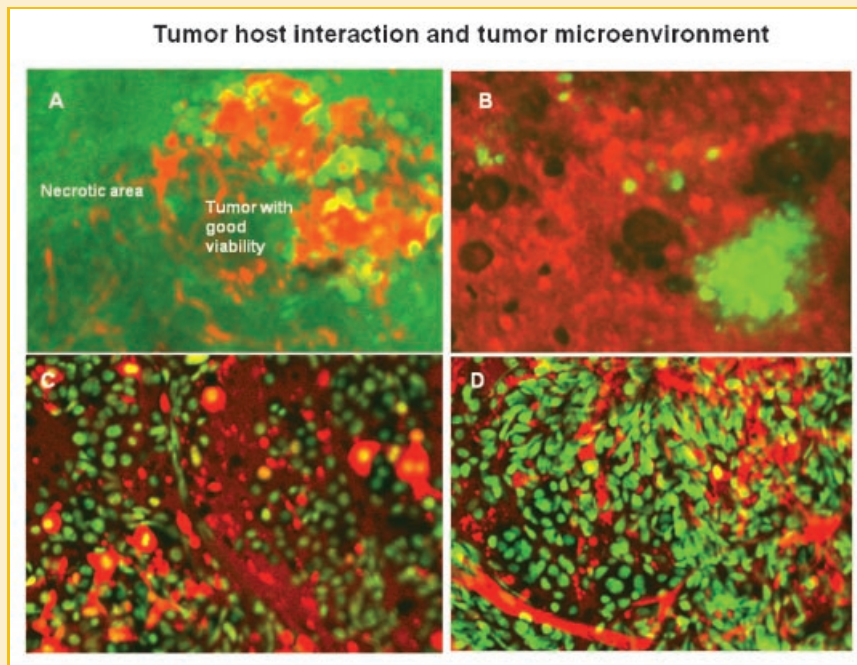 Tumor host interaction and tumor microenvironment
A
B
Necrotic area
Tumor with
good
viability
C
D